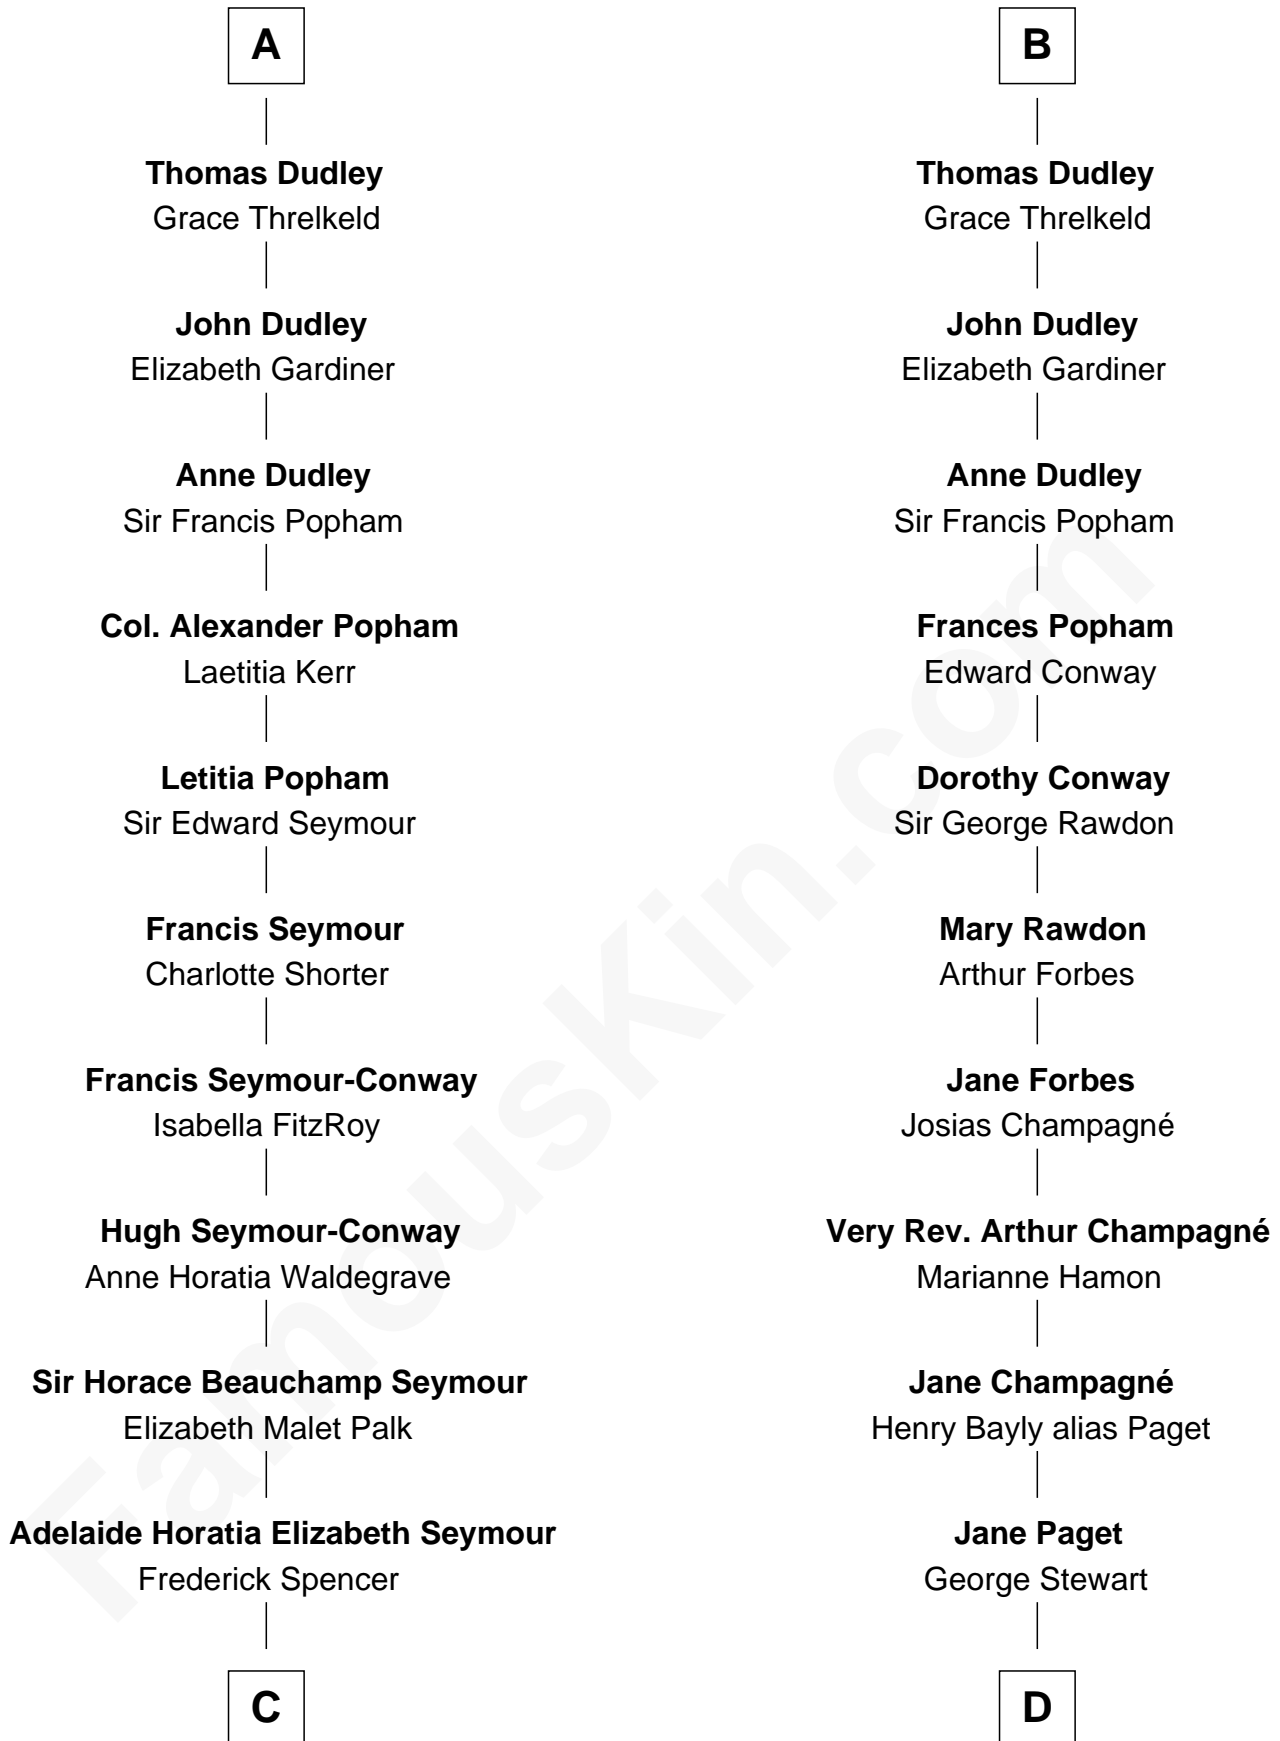 A
Thomas Dudley
Grace Threlkeld
John Dudley
Elizabeth Gardiner
Anne Dudley
Sir Francis Popham
Col. Alexander Popham
Laetitia Kerr
Letitia Popham
Sir Edward Seymour
Francis Seymour
Charlotte Shorter
Francis Seymour-Conway
Isabella FitzRoy
Hugh Seymour-Conway
Anne Horatia Waldegrave
Sir Horace Beauchamp Seymour
Elizabeth Malet Palk
Adelaide Horatia Elizabeth Seymour
Frederick Spencer
C
B
Thomas Dudley
Grace Threlkeld
John Dudley
Elizabeth Gardiner
Anne Dudley
Sir Francis Popham
Frances Popham
Edward Conway
Dorothy Conway
Sir George Rawdon
Mary Rawdon
Arthur Forbes
Jane Forbes
Josias Champagné
Very Rev. Arthur Champagné
Marianne Hamon
Jane Champagné
Henry Bayly alias Paget
Jane Paget
George Stewart
D
FamousKin.com